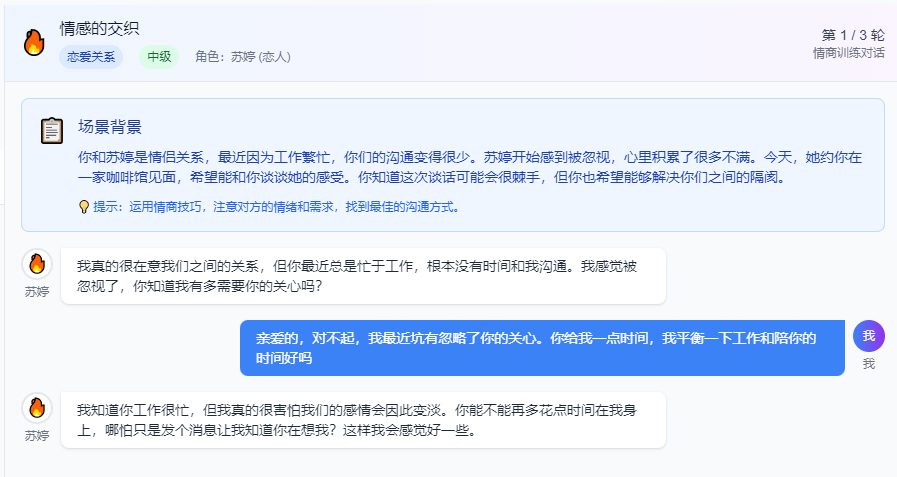 情感的交织
恋爱关系 中级 角色：苏婷 (恋人)
第 1 / 3 轮
情商训练对话
场景背景
你和苏婷是情侣关系，最近因为工作繁忙，你们的沟通变得很少。苏婷开始感到被忽视，心里积累了很多不满。今天，她约你在
一家咖啡馆见面，希望能和你谈谈她的感受。你知道这次谈话可能会很棘手，但你也希望能够解决你们之间的隔阂。
提示：运用情商技巧，注意对方的情绪和需求，找到最佳的沟通方式。
我真的很在意我们之间的关系，但你最近总是忙于工作，根本没有时间和我沟通。我感觉被
忽视了，你知道我有多需要你的关心吗？
苏婷
亲爱的，对不起，我最近坑有忽略了你的关心。你给我一点时间，我平衡一下工作和陪你的
时间好吗
我
我
我知道你工作很忙，但我真的很害怕我们的感情会因此变淡。你能不能再多花点时间在我身
上，哪怕只是发个消息让我知道你在想我？这样我会感觉好一些。
苏婷